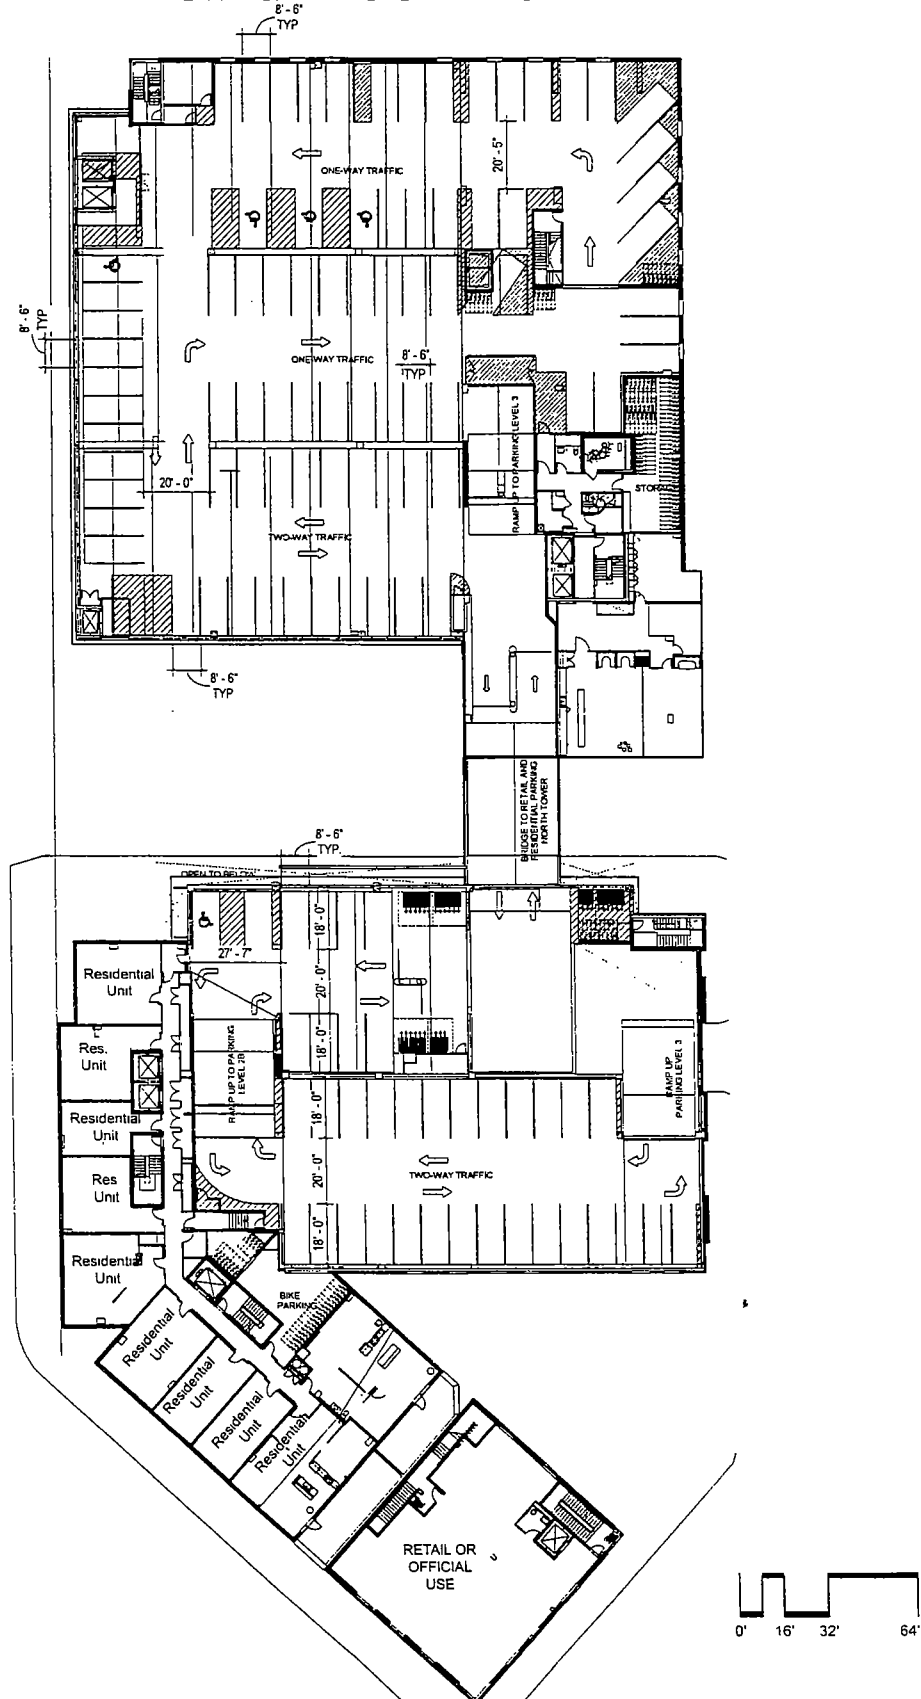 8' - 6"
TYP
20' - 5"
ONE-WAY TRAFFIC
8' - 6"
TYP
ONE-WAY TRAFFIC
8' - 6"
TYP
RAMP UP TO PARKING LEVEL 3
20' - 0"
STORAGE
TWO-WAY TRAFFIC
8' - 6"
TYP
BRIDGE TO RETAIL AND
RESIDENTIAL PARKING
NORTH TOWER
8' - 6"
TYP.
OPEN TO BELOW
18' - 0"
27' - 7"
20' - 0"
18' - 0"
Residential
Unit
Res.
Unit
RAMP UP TO PARKING
LEVEL 2B
RAMP UP
PARKING LEVEL 3
Residential
Unit
18' - 0"
20' - 0"
TWO-WAY TRAFFIC
18' - 0"
Res
Unit
Residential
Unit
BIKE
PARKING
Residential
Unit
Residential
Unit
Residential
Unit
Residential
Unit
RETAIL OR
OFFICIAL
USE
0' 16' 32' 64'